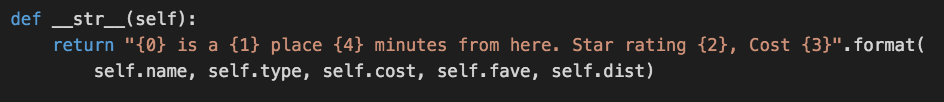 def __str__(self):
    return "{0} is a {1} place {4} minutes from here. Star rating {2}, Cost {3}".format(
        self.name, self.type, self.cost, self.fave, self.dist)